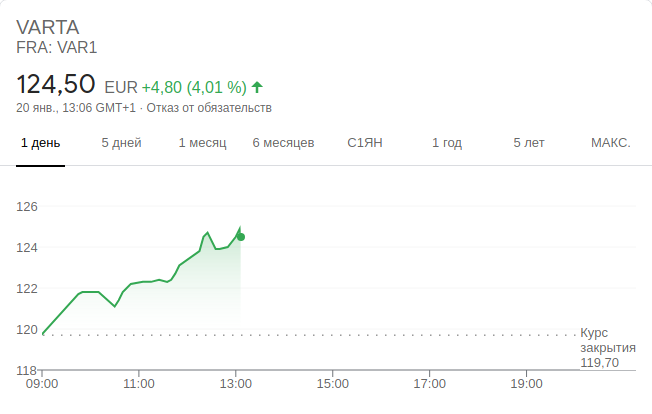 VARTA
FRA: VAR1
124,50 EUR +4,80 (4,01 %)
20 янв., 13:06 GMT+1 · Отказ от обязательств
1 день 5 дней 1 месяц 6 месяцев С1ЯН 1 год 5 лет МАКС.
126
124
122
120
118
Курс
закрытия
119,70
09:00 11:00 13:00 15:00 17:00 19:00